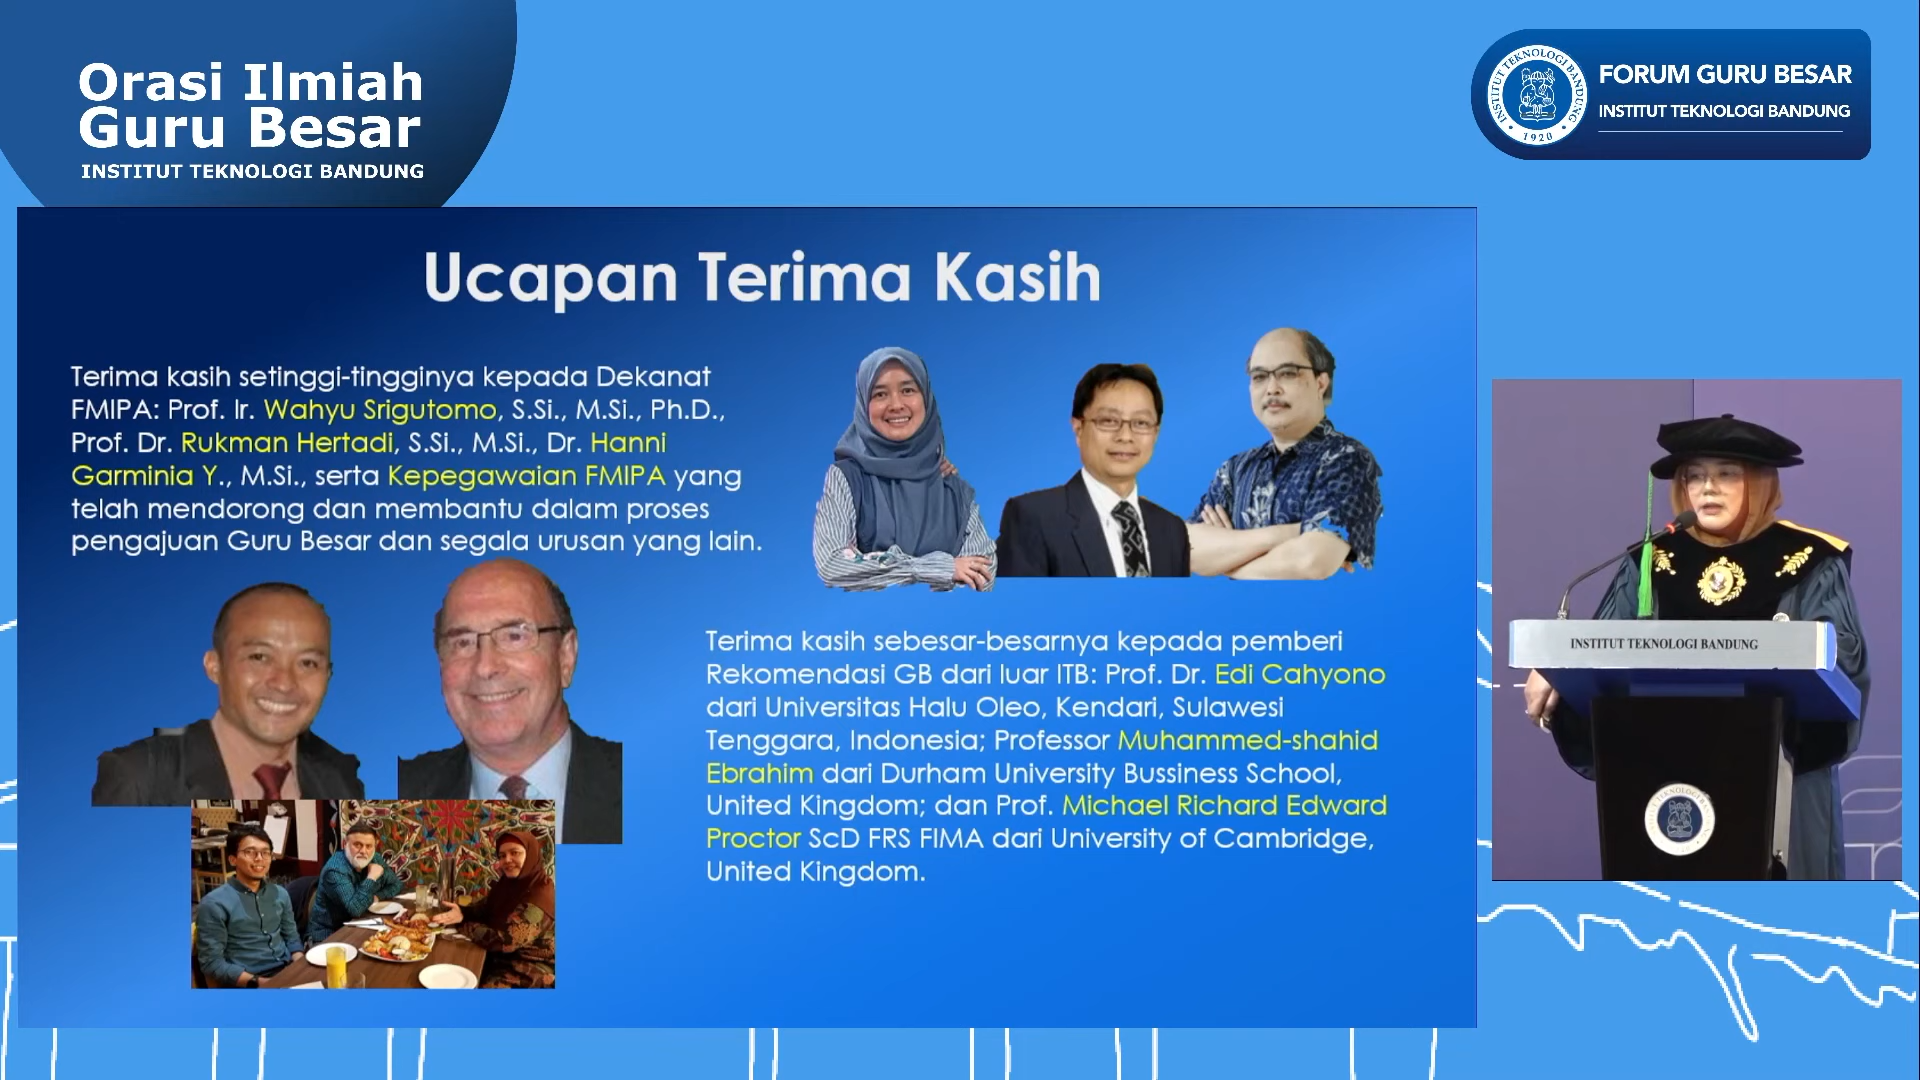 Orasi Ilmiah
Guru Besar
INSTITUT TEKNOLOGI BANDUNG
INSTITUT TEKNOLOGI BANDUNG
1920
FORUM GURU BESAR
INSTITUT TEKNOLOGI BANDUNG
Ucapan Terima Kasih
Terima kasih setinggi-tingginya kepada Dekanat
FMIPA: Prof. Ir. Wahyu Srigutomo, S.Si., M.Si., Ph.D.,
Prof. Dr. Rukman Hertadi, S.Si., M.Si., Dr. Hanni
Garminia Y., M.Si., serta Kepegawaian FMIPA yang
telah mendorong dan membantu dalam proses
pengajuan Guru Besar dan segala urusan yang lain.
Terima kasih sebesar-besarnya kepada pemberi
Rekomendasi GB dari luar ITB: Prof. Dr. Edi Cahyono
dari Universitas Halu Oleo, Kendari, Sulawesi
Tenggara, Indonesia; Professor Muhammed-shahid
Ebrahim dari Durham University Bussiness School,
United Kingdom; dan Prof. Michael Richard Edward
Proctor ScD FRS FIMA dari University of Cambridge,
United Kingdom.
INSTITUT TEKNOLOGI BANDUNG